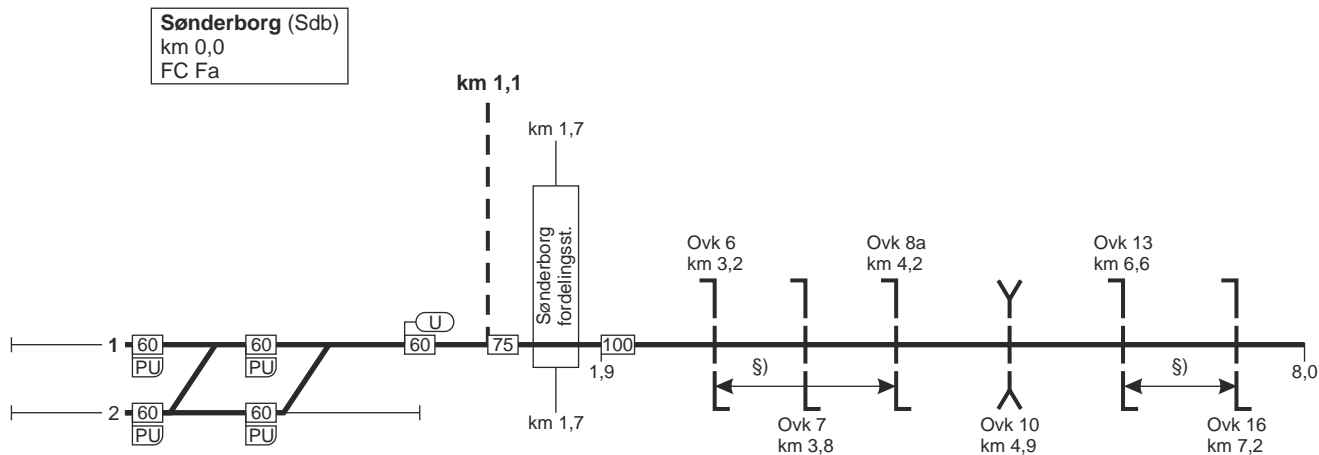 Sønderborg (Sdb)
km 0,0
FC Fa
km 1,1
km 1,7
Sønderborg
fordelingsst.
Ovk 6
km 3,2
Ovk 8a
km 4,2
Ovk 13
km 6,6
U
1
60
60
60
75
100
PU
PU
1,9
§)
§)
8,0
2
60
60
PU
PU
km 1,7
Ovk 7
km 3,8
Ovk 10
km 4,9
Ovk 16
km 7,2